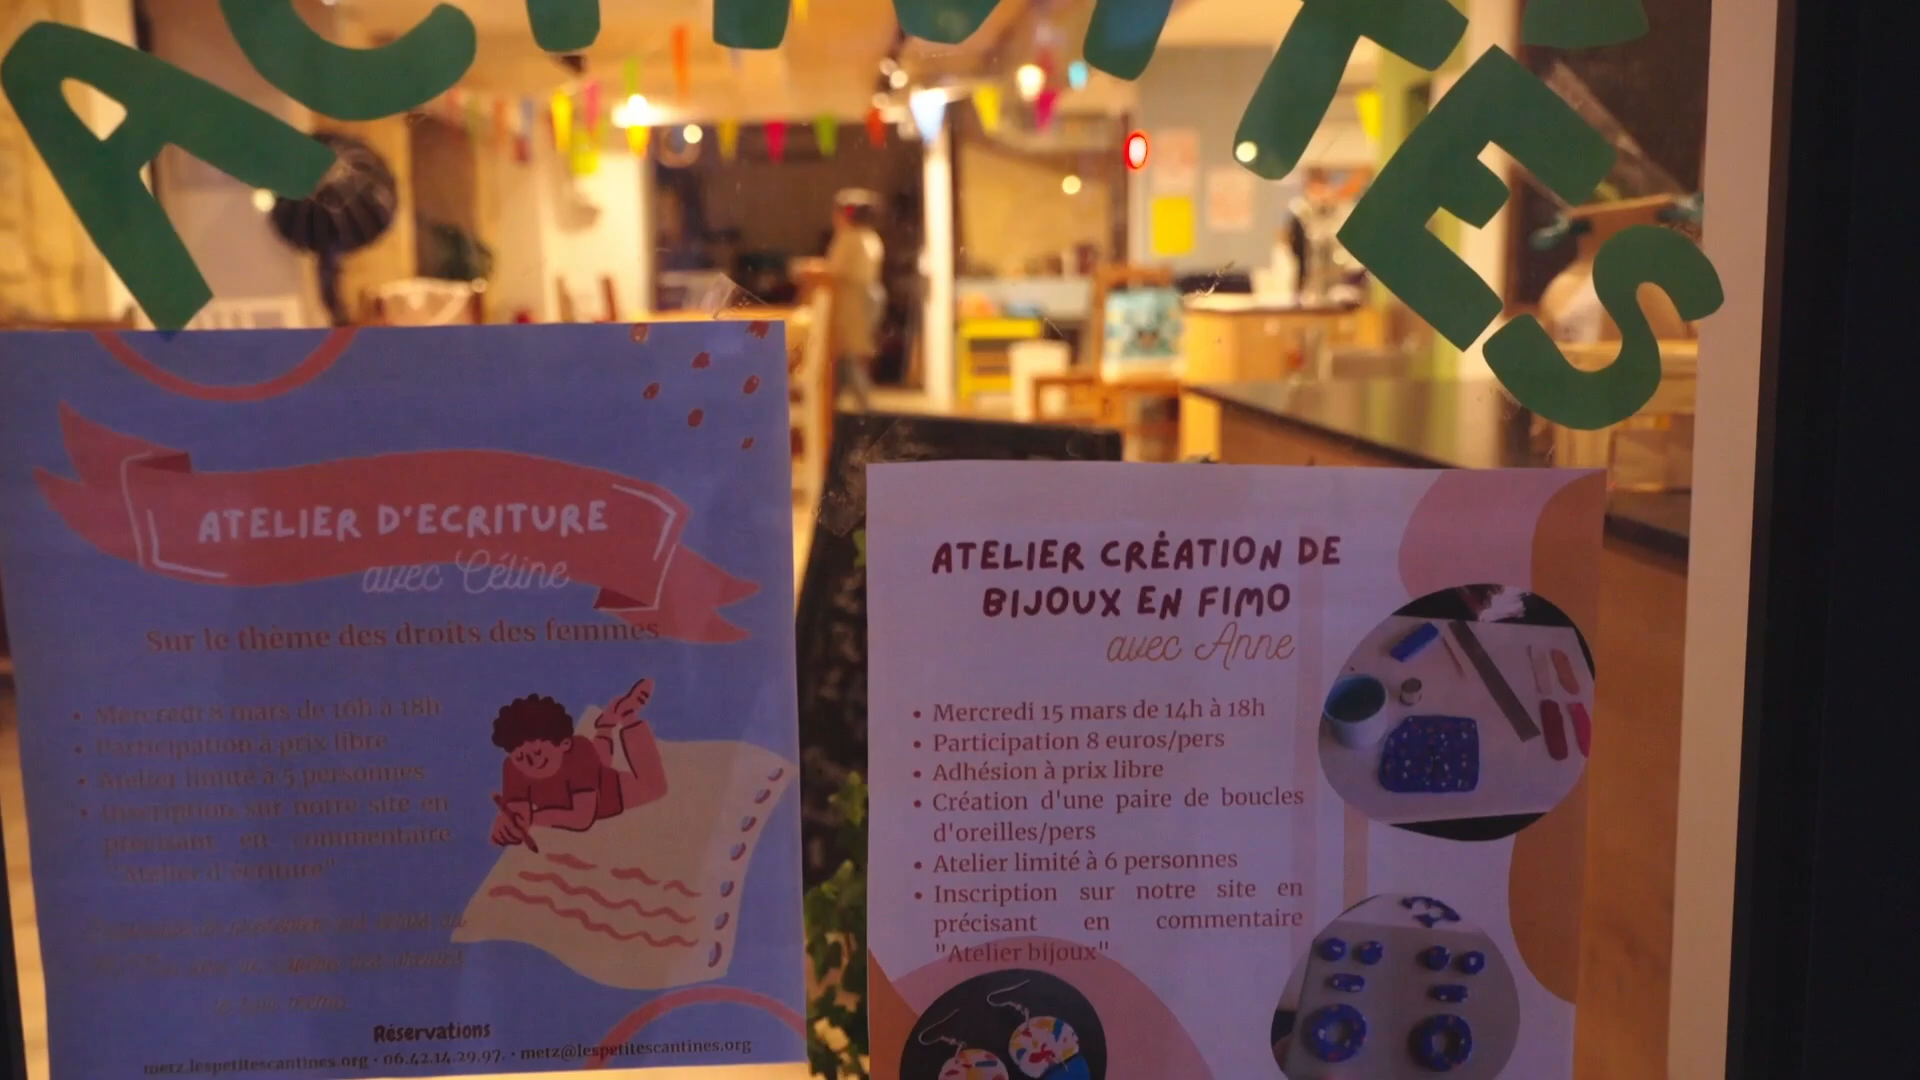 ACTIVITÉS
ATELIER D'ECRITURE
avec Céline
Sur le thème des droits des femmes
• Mercredi 8 mars de 16h à 18h
• Participation à prix libre
• Atelier limité à 5 personnes
• Inscription sur notre site en
précisant en commentaire
"Atelier d'écriture"
Réservations
metz.lespetitescantines.org • 06.42.14.29.97. • metz@lespetitescantines.org
ATELIER CRÉATION DE
BIJOUX EN FIMO
avec Anne
• Mercredi 15 mars de 14h à 18h
• Participation 8 euros/pers
• Adhésion à prix libre
• Création d'une paire de boucles
d'oreilles/pers
• Atelier limité à 6 personnes
• Inscription sur notre site en
précisant en commentaire
"Atelier bijoux"